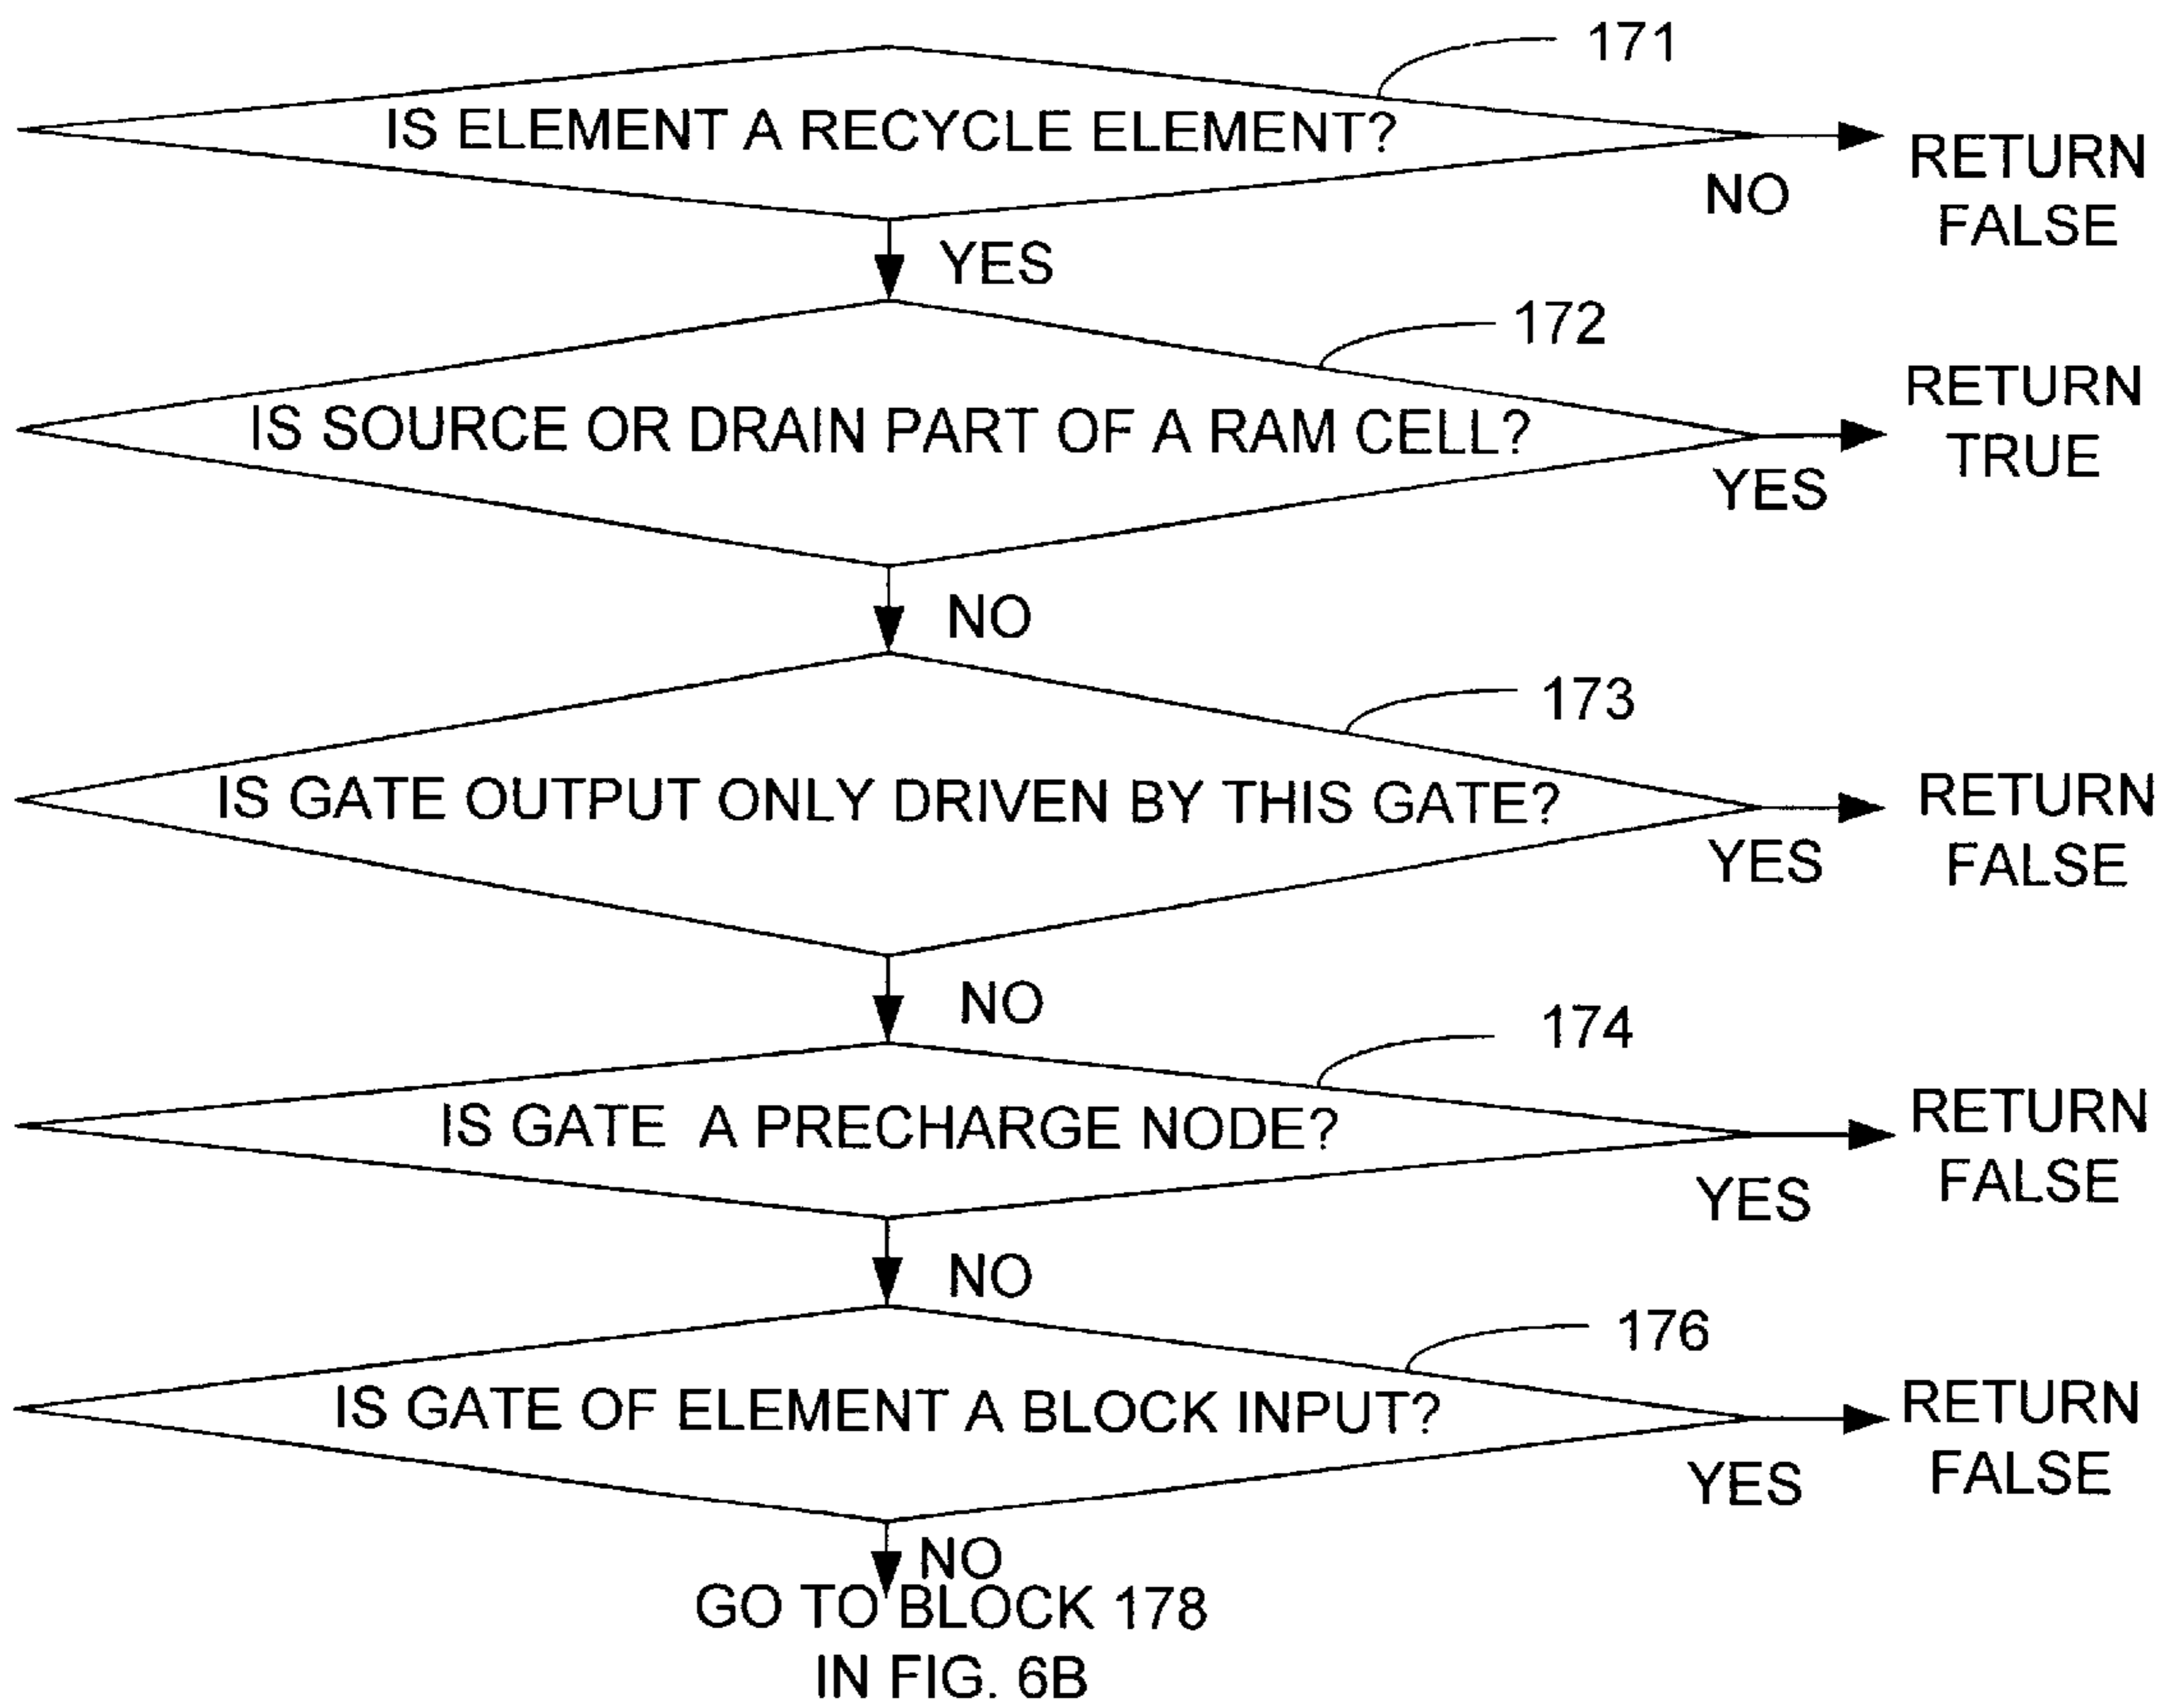 171
IS ELEMENT A RECYCLE ELEMENT?
RETURN
FALSE
NO
YES
172
IS SOURCE OR DRAIN PART OF A RAM CELL?
RETURN
TRUE
YES
NO
173
IS GATE OUTPUT ONLY DRIVEN BY THIS GATE?
RETURN
FALSE
YES
NO
174
IS GATE A PRECHARGE NODE?
RETURN
FALSE
YES
NO
176
IS GATE OF ELEMENT A BLOCK INPUT?
RETURN
FALSE
YES
NO
GO TO BLOCK 178
IN FIG. 6B